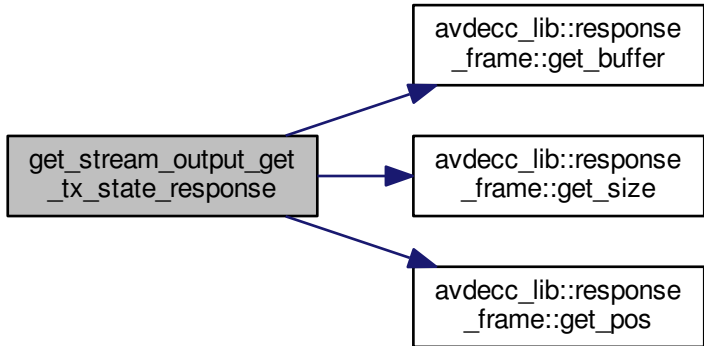 avdecc_lib::response
_frame::get_buffer
get_stream_output_get
_tx_state_response
avdecc_lib::response
_frame::get_size
avdecc_lib::response
_frame::get_pos